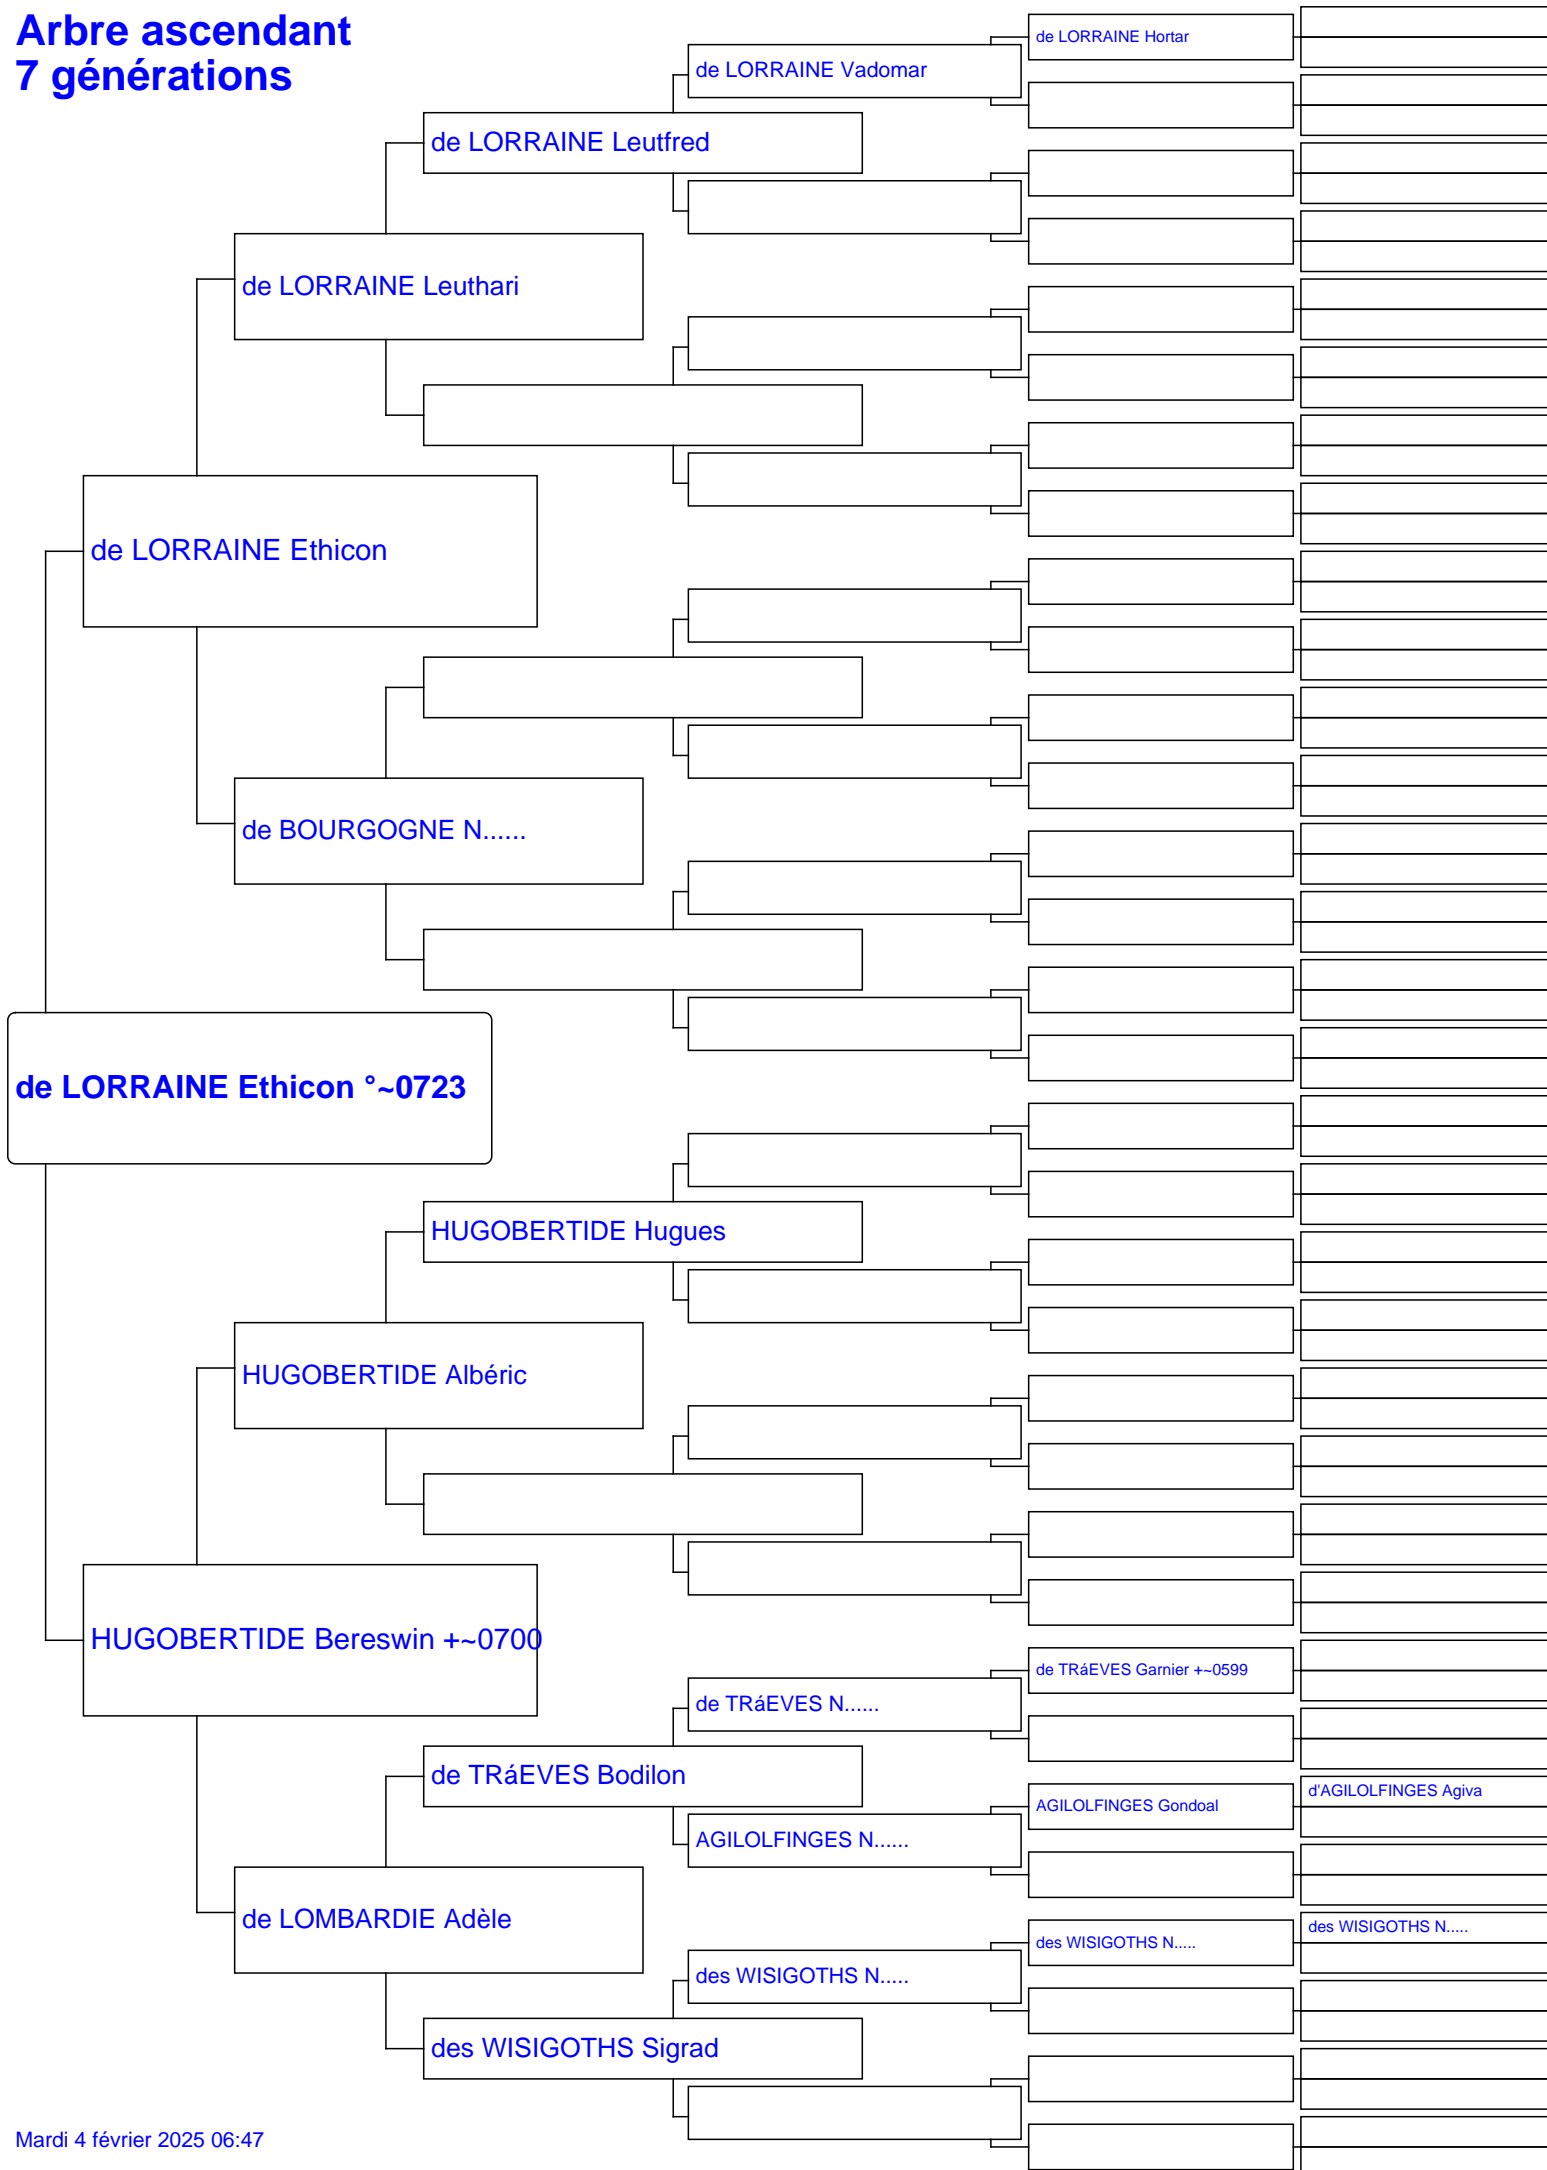 Arbre ascendant
7 générations
de LORRAINE Hortar
de LORRAINE Vadomar
de LORRAINE Leutfred
de LORRAINE Leuthari
de LORRAINE Ethicon
de BOURGOGNE N......
de LORRAINE Ethicon °~0723
HUGOBERTIDE Hugues
HUGOBERTIDE Albéric
HUGOBERTIDE Bereswin +~0700
de TRáEVES Garnier +~0599
de TRáEVES N......
de TRáEVES Bodilon
d'AGILOLFINGES Agiva
AGILOLFINGES Gondoal
AGILOLFINGES N......
de LOMBARDIE Adèle
des WISIGOTHS N.....
des WISIGOTHS N.....
des WISIGOTHS N.....
des WISIGOTHS Sigrad
Mardi 4 février 2025 06:47